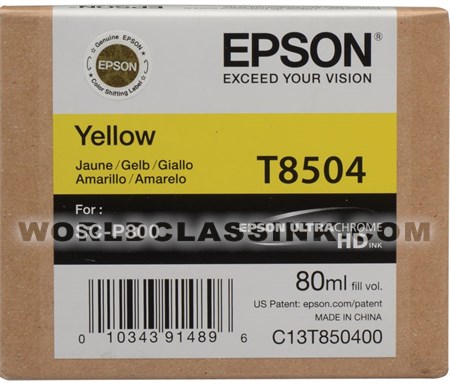 Genuine EPSON
EPSON
Color Shifting Label
EPSON
EXCEED YOUR VISION
Yellow
Jaune/Gelb/Giallo
Amarillo/Amarelo
T8504
For :
SC-P800
EPSON ULTRACHROME
HD INK
WORLDCLASSINK.COM
80ml fill vol.
US Patent: epson.com/patent
MADE IN CHINA
C13T850400
0 10343 91489 6